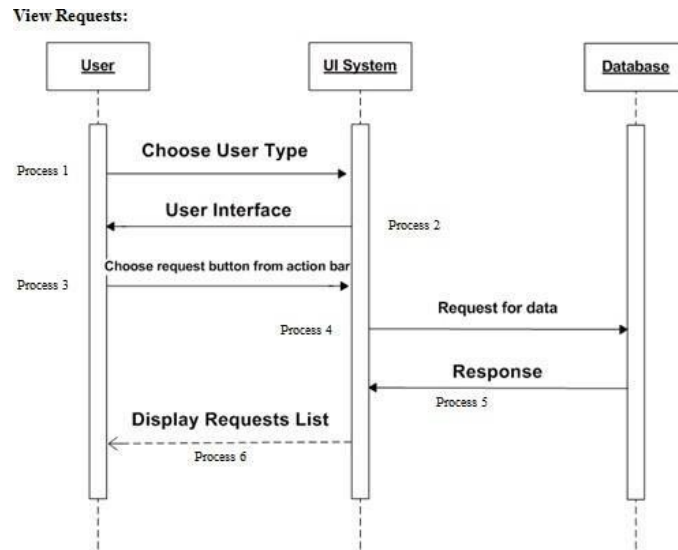 View Requests:
User
UI System
Database
Choose User Type
Process 1
User Interface
Process 2
Choose request button from action bar
Process 3
Request for data
Process 4
Response
Process 5
Display Requests List
Process 6